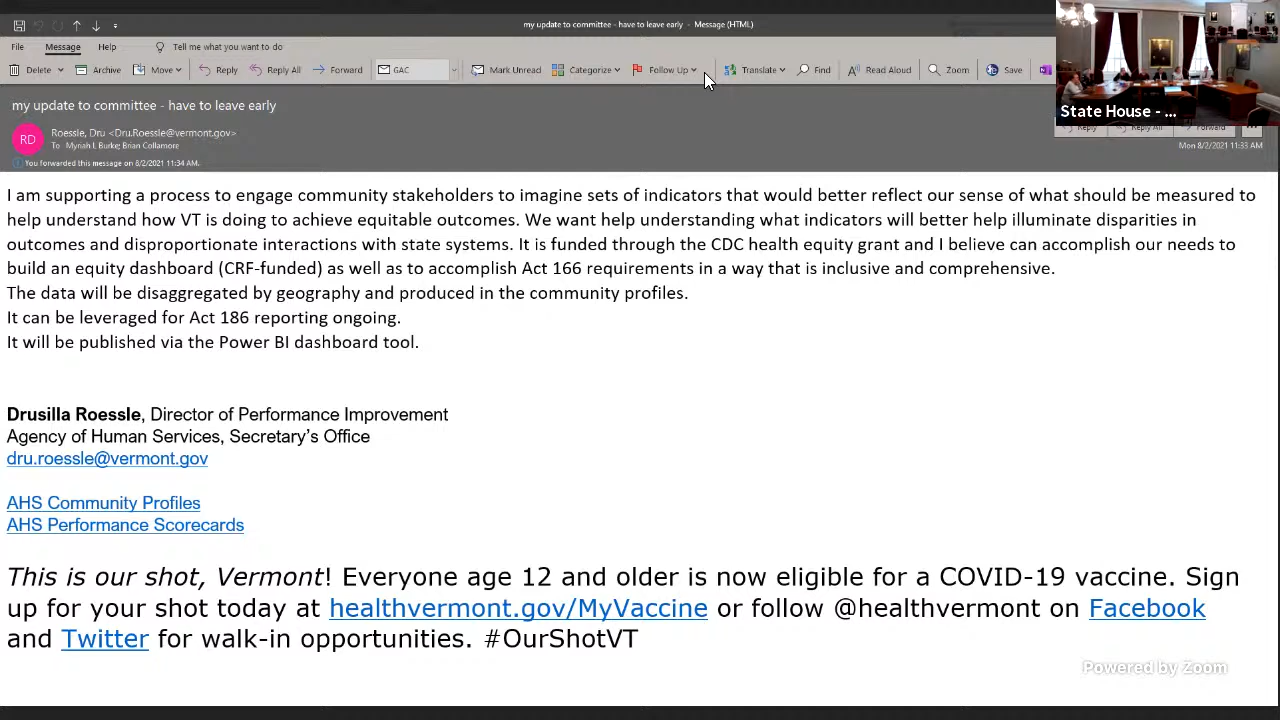 my update to committee - have to leave early - Message (HTML)
File Message Help Tell me what you want to do
Delete Archive Move Reply Reply All Forward GAC Mark Unread Categorize Follow Up Translate Find Read Aloud Zoom Save
my update to committee - have to leave early
State House - ...
RD
Roessle, Dru <Dru.Roessle@vermont.gov>
To Myriah I. Burke; Brian Collamore
Reply Reply All Forward ...
Mon 8/2/2021 11:33 AM
You forwarded this message on 8/2/2021 11:34 AM.
I am supporting a process to engage community stakeholders to imagine sets of indicators that would better reflect our sense of what should be measured to
help understand how VT is doing to achieve equitable outcomes. We want help understanding what indicators will better help illuminate disparities in
outcomes and disproportionate interactions with state systems. It is funded through the CDC health equity grant and I believe can accomplish our needs to
build an equity dashboard (CRF-funded) as well as to accomplish Act 166 requirements in a way that is inclusive and comprehensive.
The data will be disaggregated by geography and produced in the community profiles.
It can be leveraged for Act 186 reporting ongoing.
It will be published via the Power BI dashboard tool.
Drusilla Roessle, Director of Performance Improvement
Agency of Human Services, Secretary's Office
dru.roessle@vermont.gov
AHS Community Profiles
AHS Performance Scorecards
This is our shot, Vermont! Everyone age 12 and older is now eligible for a COVID-19 vaccine. Sign
up for your shot today at healthvermont.gov/MyVaccine or follow @healthvermont on Facebook
and Twitter for walk-in opportunities. #OurShotVT
Powered by Zoom